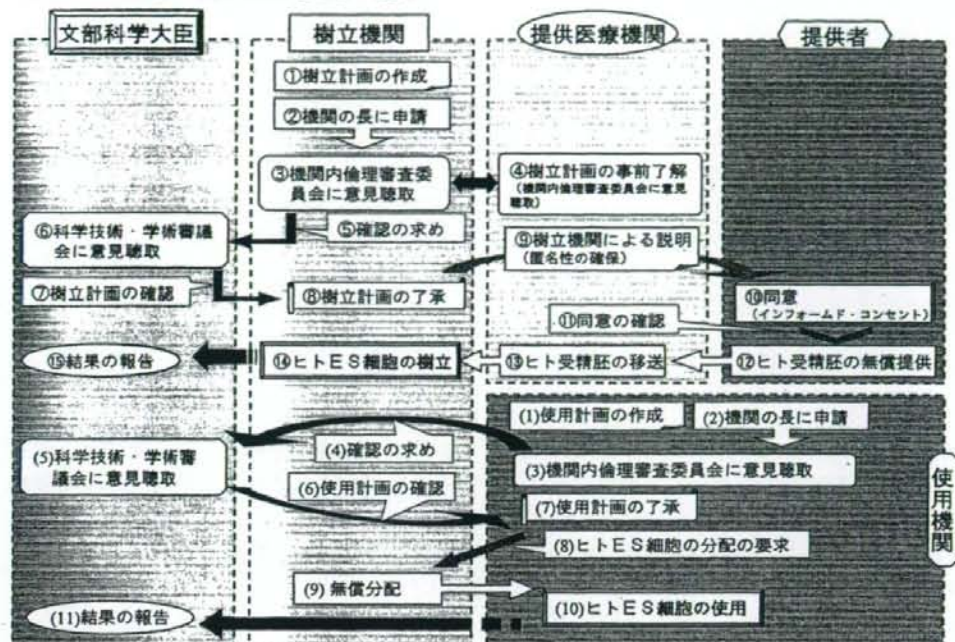 文部科学大臣
樹立機関
提供医療機関
提供者
①樹立計画の作成
②機関の長に申請
③機関内倫理審査委
員会に意見聴取
④樹立計画の事前了解
(機関内倫理審査委員会に意見
聴取)
⑤確認の求め
⑥科学技術・学術審議
会に意見聴取
⑦樹立計画の確認
⑧樹立計画の了承
⑨樹立機関による説明
(匿名性の確保)
⑩同意
(インフォームド・コンセント)
⑪同意の確認
⑫ヒト受精胚の無償提供
⑬ヒト受精胚の移送
⑭ヒトES細胞の樹立
⑮結果の報告
(1)使用計画の作成
(2)機関の長に申請
(3)機関内倫理審査委員会に意見聴取
(4)確認の求め
(5)科学技術・学術審
議会に意見聴取
(6)使用計画の確認
(7)使用計画の了承
(8)ヒトES細胞の分配の要求
(9)無償分配
(10)ヒトES細胞の使用
(11)結果の報告
使用機関